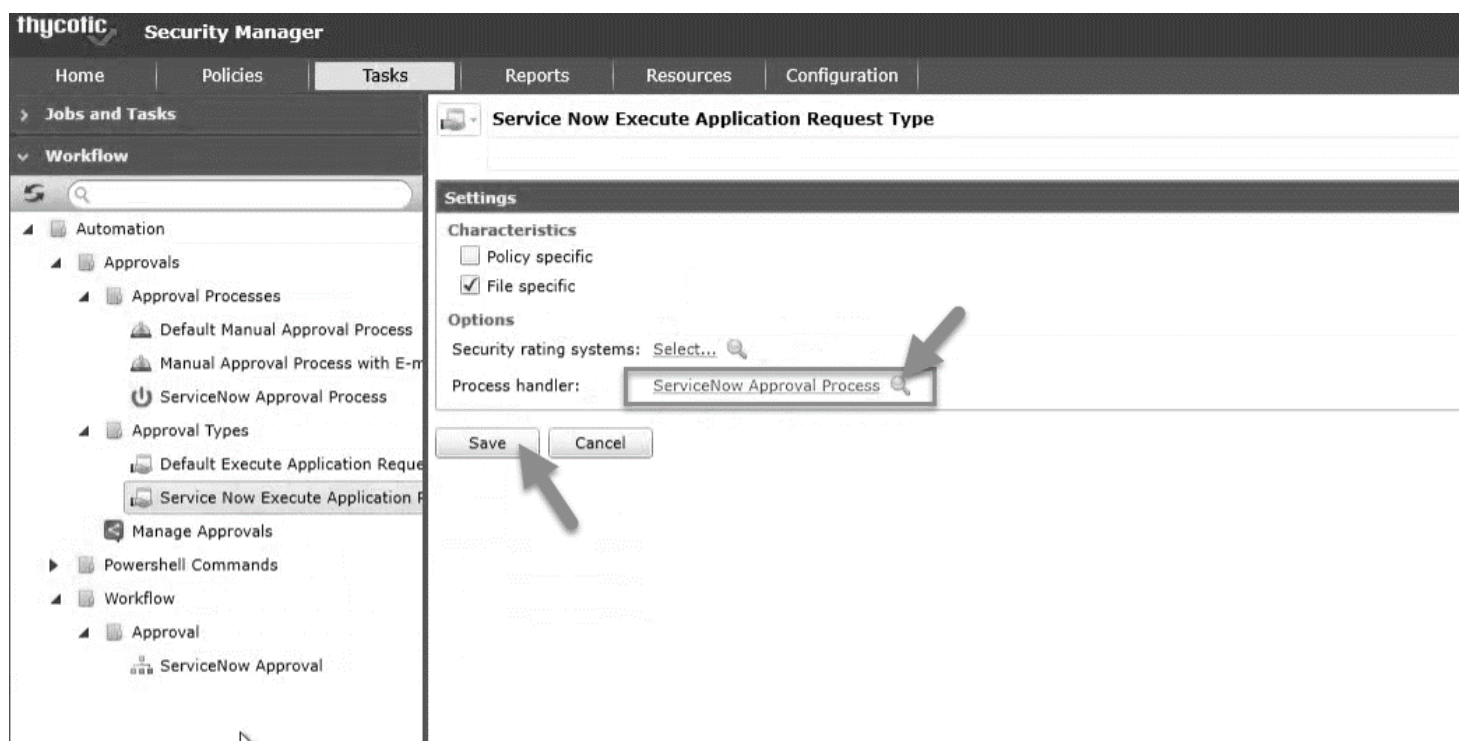 thycotic Security Manager
Home Policies Tasks Reports Resources Configuration
Jobs and Tasks
Workflow
Automation
Approvals
Approval Processes
Default Manual Approval Process
Manual Approval Process with E-m
ServiceNow Approval Process
Approval Types
Default Execute Application Reque
Service Now Execute Application R
Manage Approvals
Powershell Commands
Workflow
Approval
ServiceNow Approval
Service Now Execute Application Request Type
Settings
Characteristics
Policy specific
File specific
Options
Security rating systems: Select...
Process handler: ServiceNow Approval Process
Save Cancel